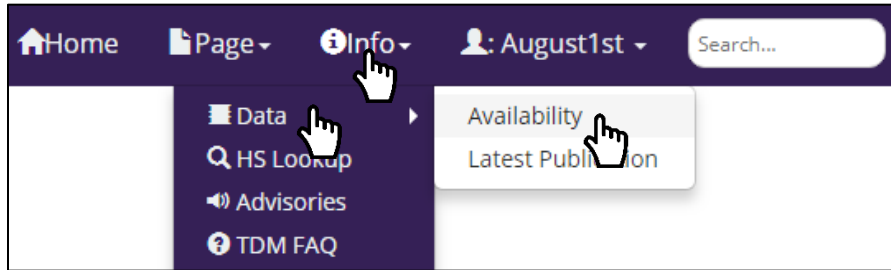 Home Page Info : August1st Search...
Data Availability
HS Lookup Latest Publication
Advisories
TDM FAQ